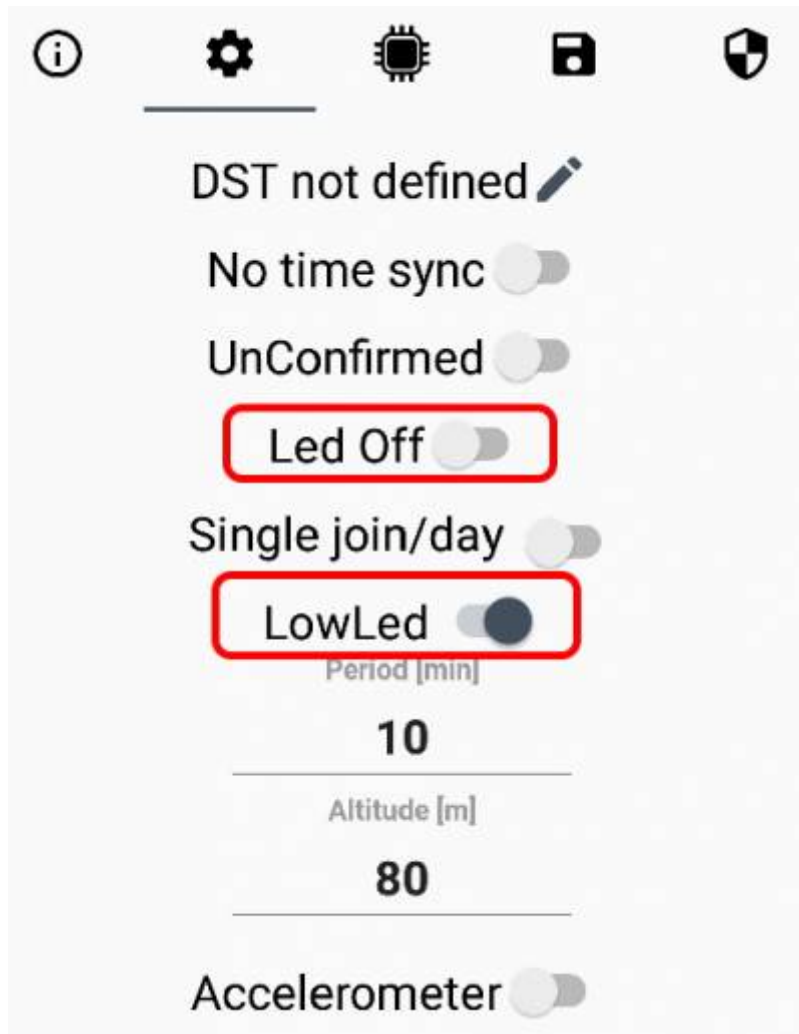 DST not defined
No time sync
UnConfirmed
Led Off
Single join/day
LowLed
Period [min]
10
Altitude [m]
80
Accelerometer